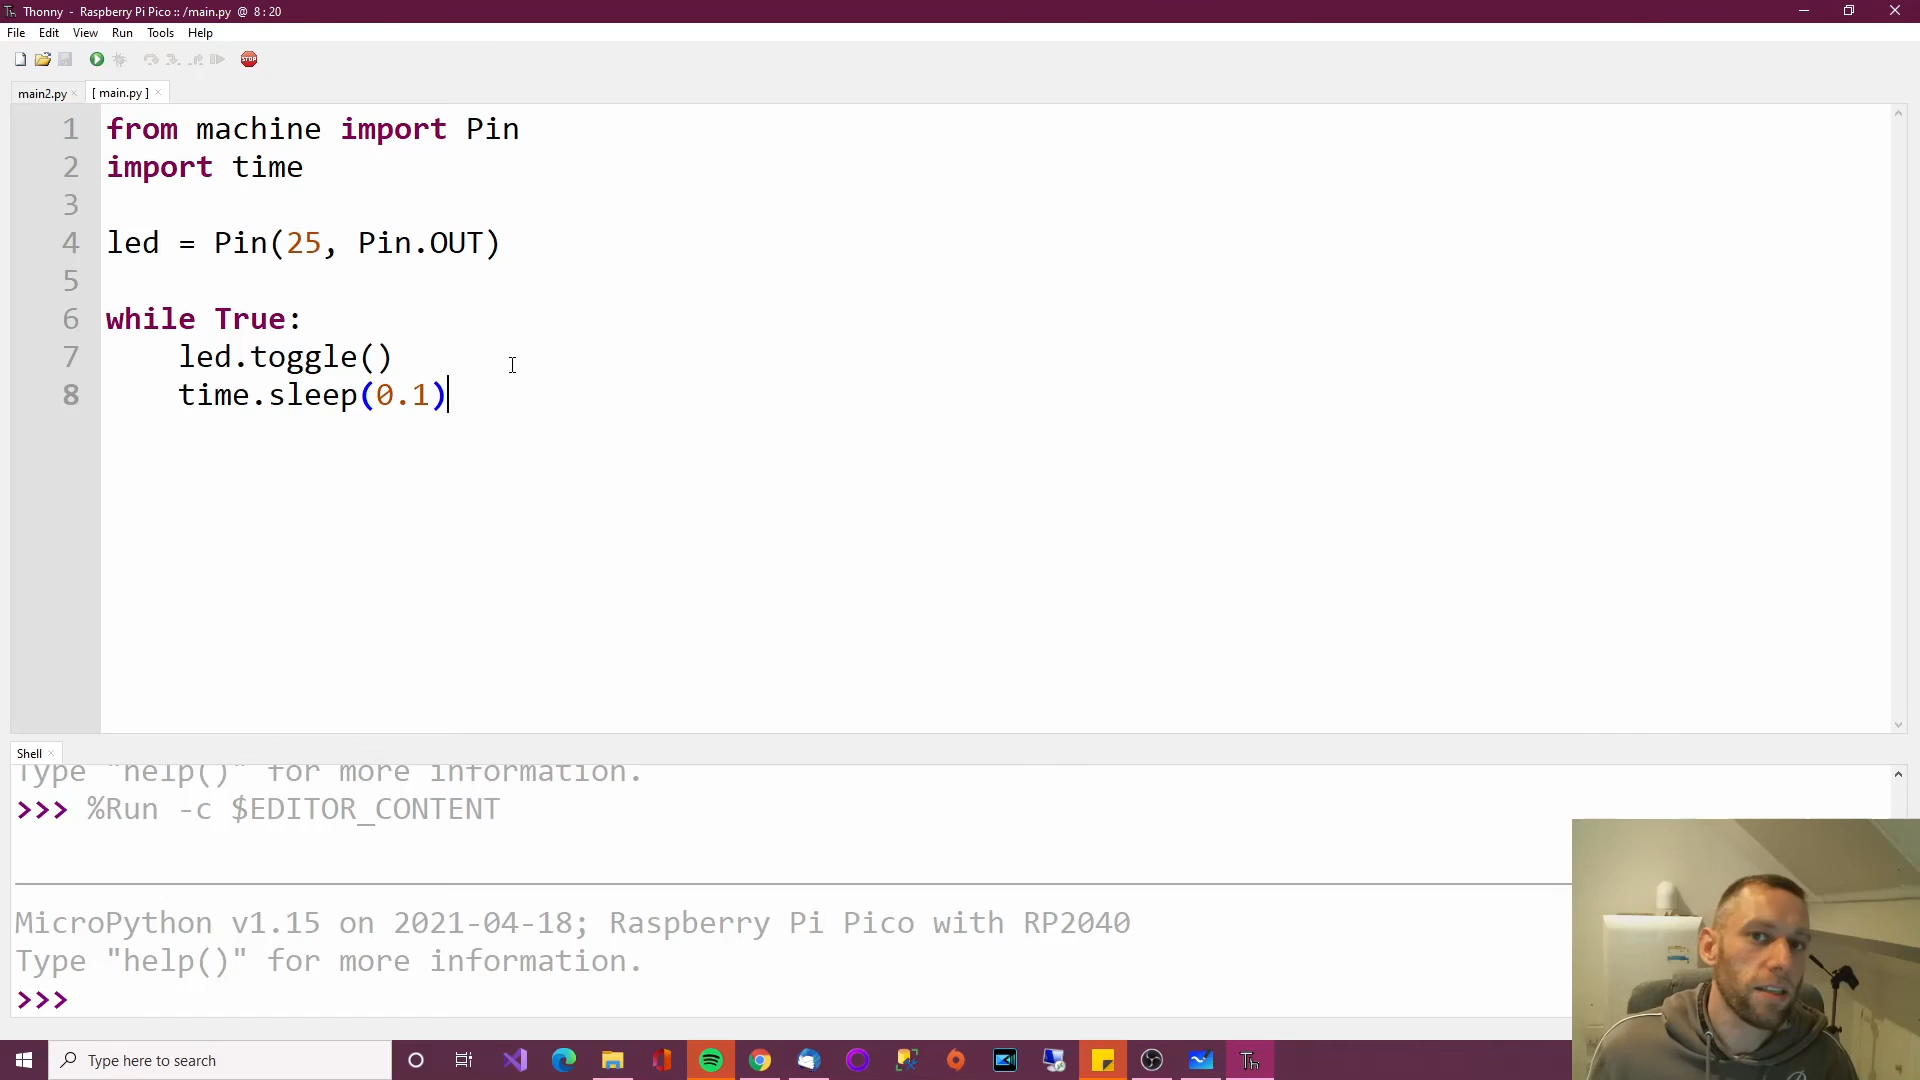 Thonny - Raspberry Pi Pico :: /main.py @ 8 : 20
File Edit View Run Tools Help
STOP
main2.py × [ main.py ] ×
1 from machine import Pin
2 import time
3
4 led = Pin(25, Pin.OUT)
5
6 while True:
7     led.toggle()
8     time.sleep(0.1)
Shell ×
Type "help()" for more information.
>>> %Run -c $EDITOR_CONTENT
MicroPython v1.15 on 2021-04-18; Raspberry Pi Pico with RP2040
Type "help()" for more information.
>>>
Type here to search
Th